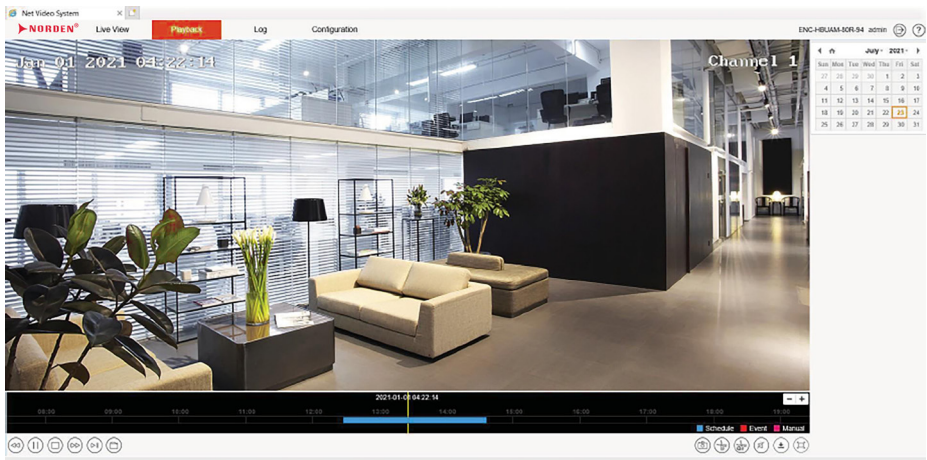 Net Video System
NORDEN®
Live View
Playback
Log
Configuration
ENC-HBUAM-80R-S4 admin
Jan 01 2021 04:22:14
Channel 1
July 2021
Sun Mon Tue Wed Thu Fri Sat
27 28 29 30 1 2 3
4 5 6 7 8 9 10
11 12 13 14 15 16 17
18 19 20 21 22 23 24
25 26 27 28 29 30 31
2021-01-01 04:22:14
08:00 09:00 10:00 11:00 12:00 13:00 14:00 15:00 16:00 17:00 18:00 19:00
Schedule Event Manual